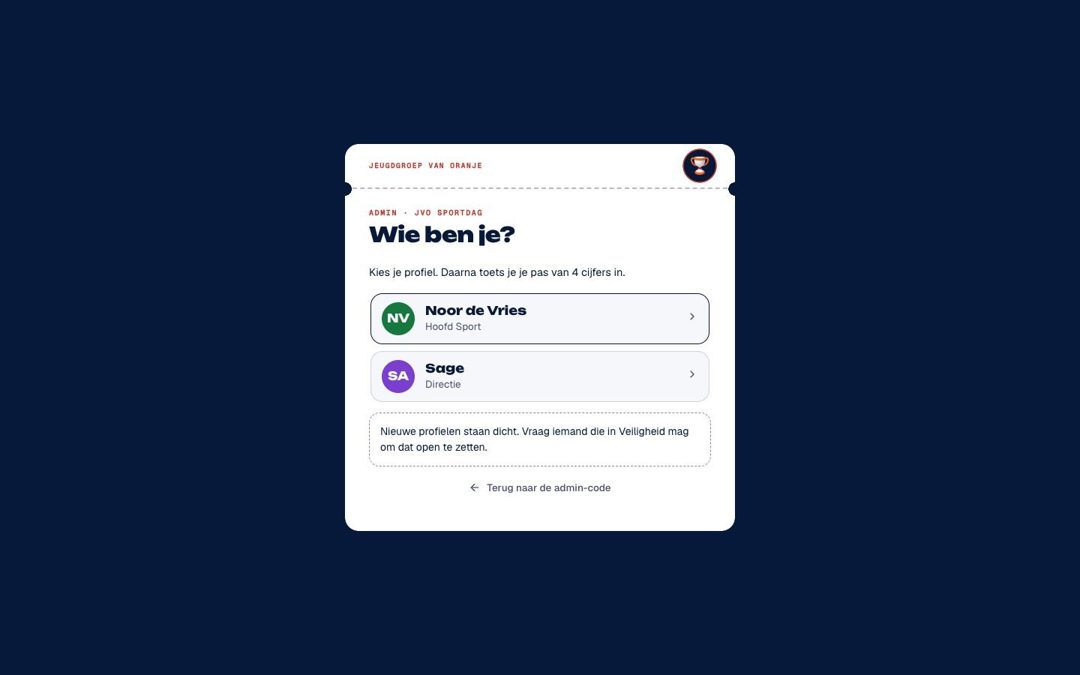 JEUGDGROEP VAN ORANJE
ADMIN · JVO SPORTDAG
Wie ben je?
Kies je profiel. Daarna toets je je pas van 4 cijfers in.
NV
Noor de Vries
Hoofd Sport
SA
Sage
Directie
Nieuwe profielen staan dicht. Vraag iemand die in Veiligheid mag
om dat open te zetten.
← Terug naar de admin-code